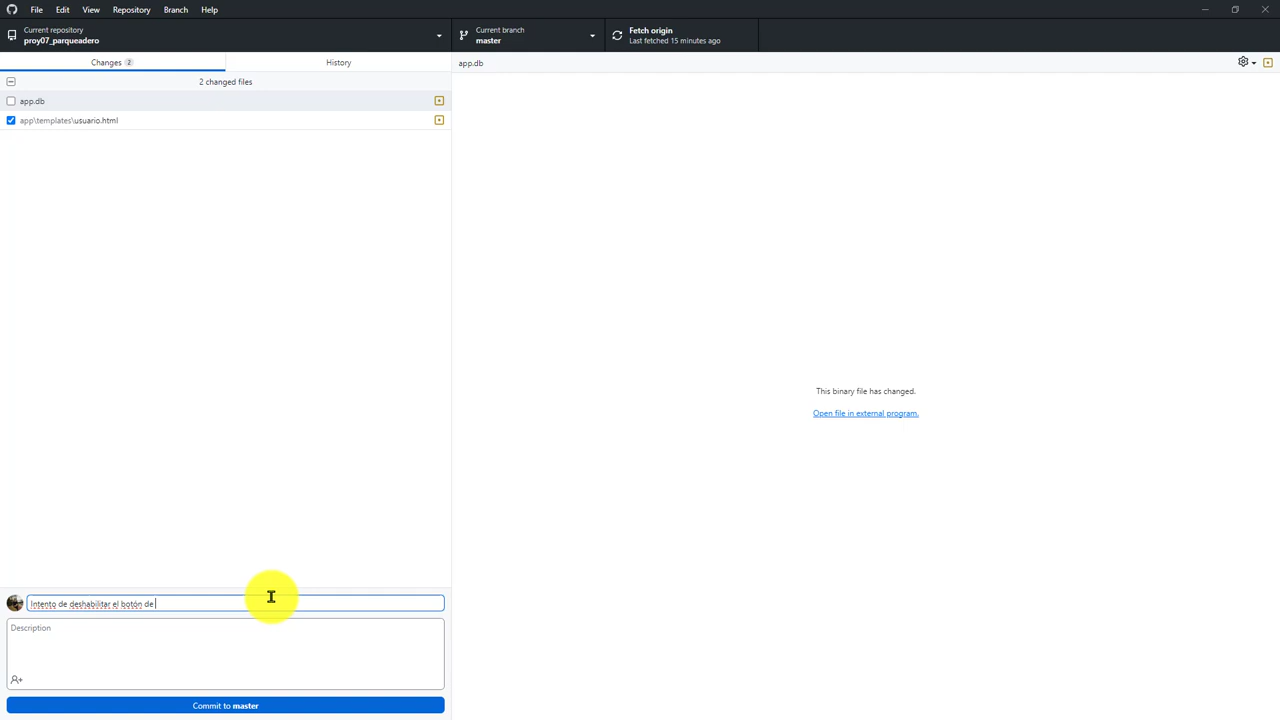 File Edit View Repository Branch Help
Current repository
proy07_parqueadero
Current branch
master
Fetch origin
Last fetched 15 minutes ago
Changes 2
History
2 changed files
app.db
app\templates\usuario.html
app.db
This binary file has changed.
Open file in external program.
Intento de deshabilitar el botón de
Description
Commit to master